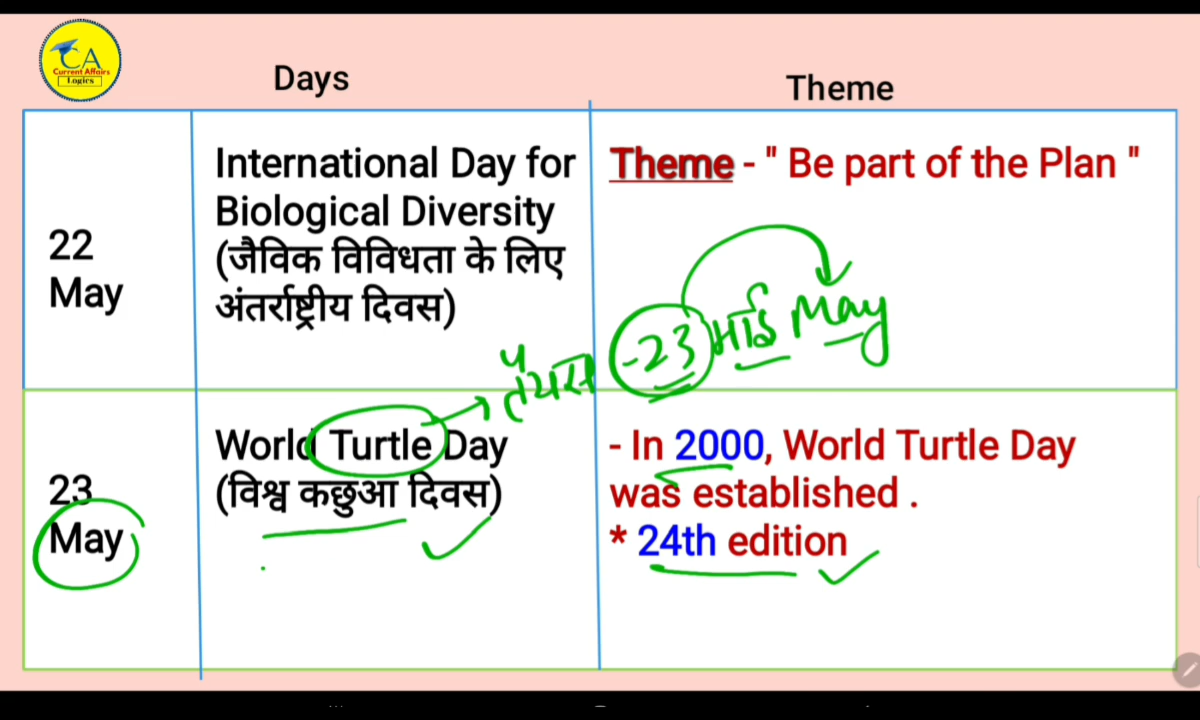 CA
Current Affairs
Logics
Days
Theme
22
May
International Day for
Biological Diversity
(जैविक विविधता के लिए
अंतर्राष्ट्रीय दिवस)
Theme - " Be part of the Plan "
-23 माई May
23
May
World Turtle Day
(विश्व कछुआ दिवस)
- In 2000, World Turtle Day
was established .
* 24th edition